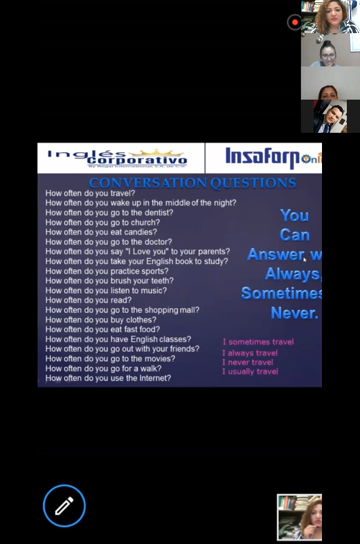 Inglés
Corporativo
Insaforp Onli
CONVERSATION QUESTIONS
How often do you travel?
How often do you wake up in the middle of the night?
How often do you go to the dentist?
How often do you go to church?
How often do you eat candies?
How often do you go to the doctor?
How often do you say "I Love you" to your parents?
How often do you take your English book to study?
How often do you practice sports?
How often do you brush your teeth?
How often do you listen to music?
How often do you read?
How often do you go to the shopping mall?
How often do you buy clothes?
How often do you eat fast food?
How often do you have English classes?
How often do you go out with your friends?
How often do you go to the movies?
How often do you go for a walk?
How often do you use the Internet?
You
Can
Answer, w
Always,
Sometimes
Never.
I sometimes travel
I always travel
I never travel
I usually travel